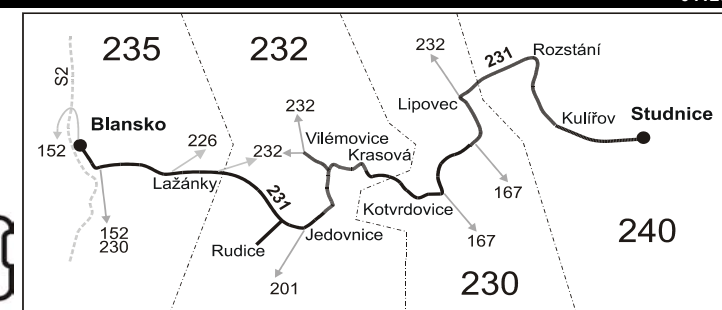 235
232
S2
Blansko
152
226
Lažánky
152
230
232
232
Vilémovice
Krasová
231
Rudice
Jedovnice
201
Kotvrdovice
167
167
230
Lipovec
232
231
Rozstání
Kulířov
Studnice
240